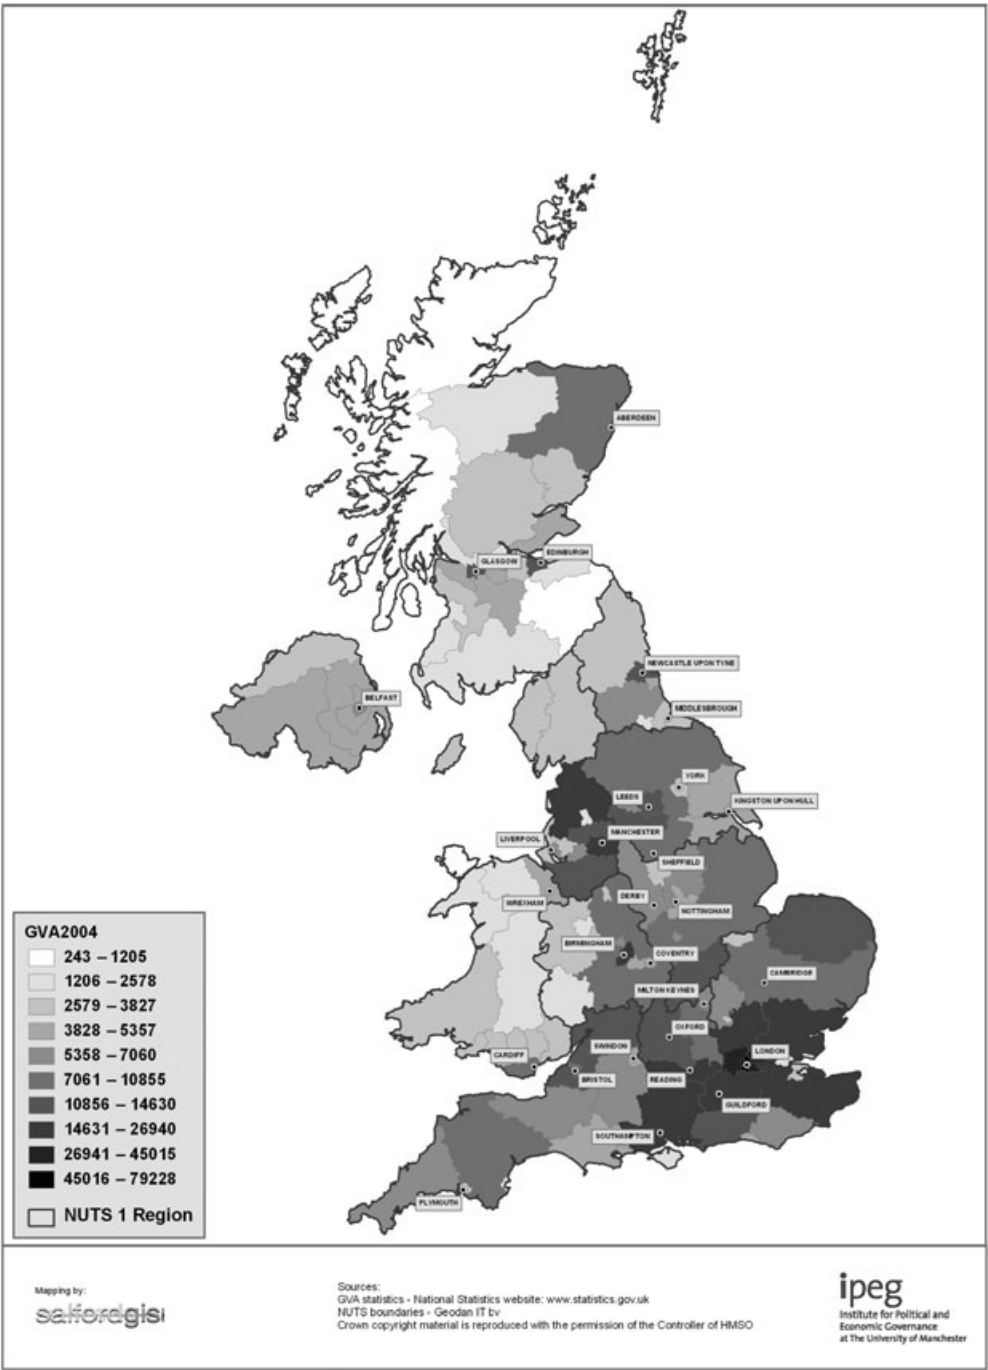 ABERDEEN
EDINBURGH
GLASGOW
NEWCASTLE UPON TYNE
BELFAST
MIDDLESBROUGH
YORK
LEEDS
KINGSTON UPON HULL
MANCHESTER
LIVERPOOL
SHEFFIELD
DERBY
WREXHAM
NOTTINGHAM
BIRMINGHAM
COVENTRY
CAMBRIDGE
MILTON KEYNES
OXFORD
SWINDON
LONDON
CARDIFF
BRISTOL
READING
GUILDFORD
SOUTHAMPTON
PLYMOUTH
GVA2004
243 – 1205
1206 – 2578
2579 – 3827
3828 – 5357
5358 – 7060
7061 – 10855
10856 – 14630
14631 – 26940
26941 – 45015
45016 – 79228
NUTS 1 Region
Mapping by:
salfordgisi
Sources:
GVA statistics - National Statistics website: www.statistics.gov.uk
NUTS boundaries - Geodan IT bv
Crown copyright material is reproduced with the permission of the Controller of HMSO
ipeg
Institute for Political and
Economic Governance
at The University of Manchester